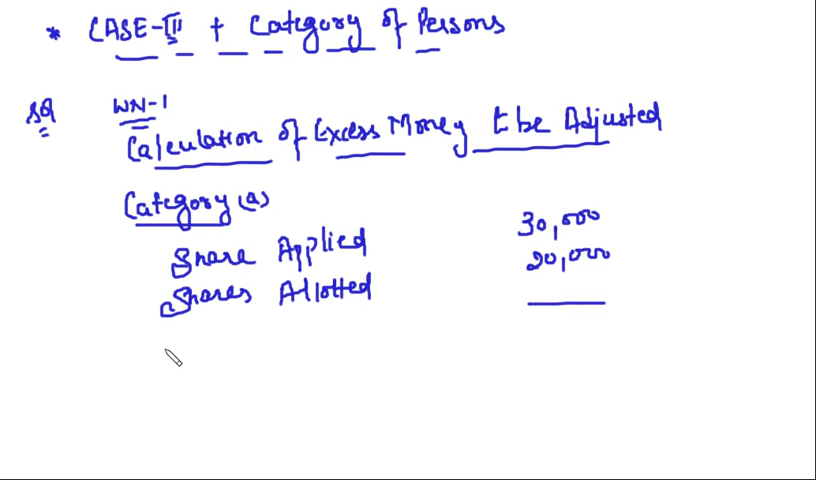 * CASE-III + Category of Persons
SQ WN-1
Calculation of Excess Money t be Adjusted
Category (a)
Share Applied 30,000
Shares Allotted 20,000